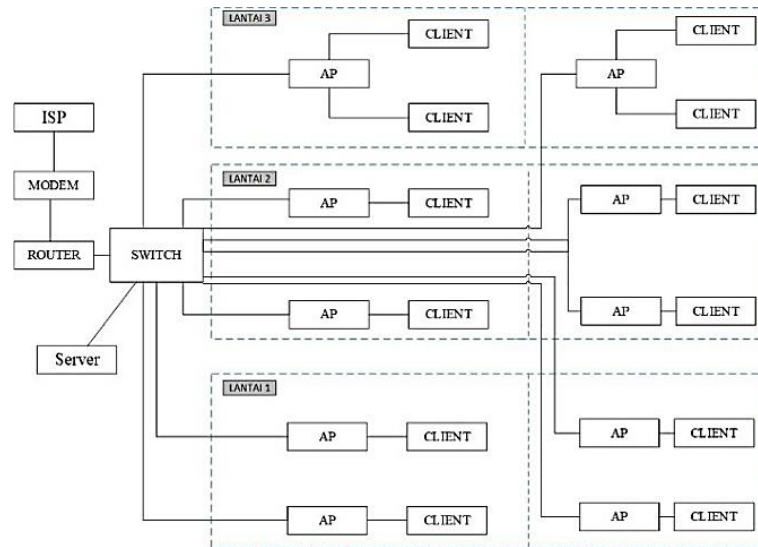 LANTAI 3
CLIENT
AP
CLIENT
CLIENT
AP
CLIENT
ISP
MODEM
ROUTER
SWITCH
Server
LANTAI 2
AP
CLIENT
AP
CLIENT
AP
CLIENT
AP
CLIENT
LANTAI 1
AP
CLIENT
AP
CLIENT
AP
CLIENT
AP
CLIENT